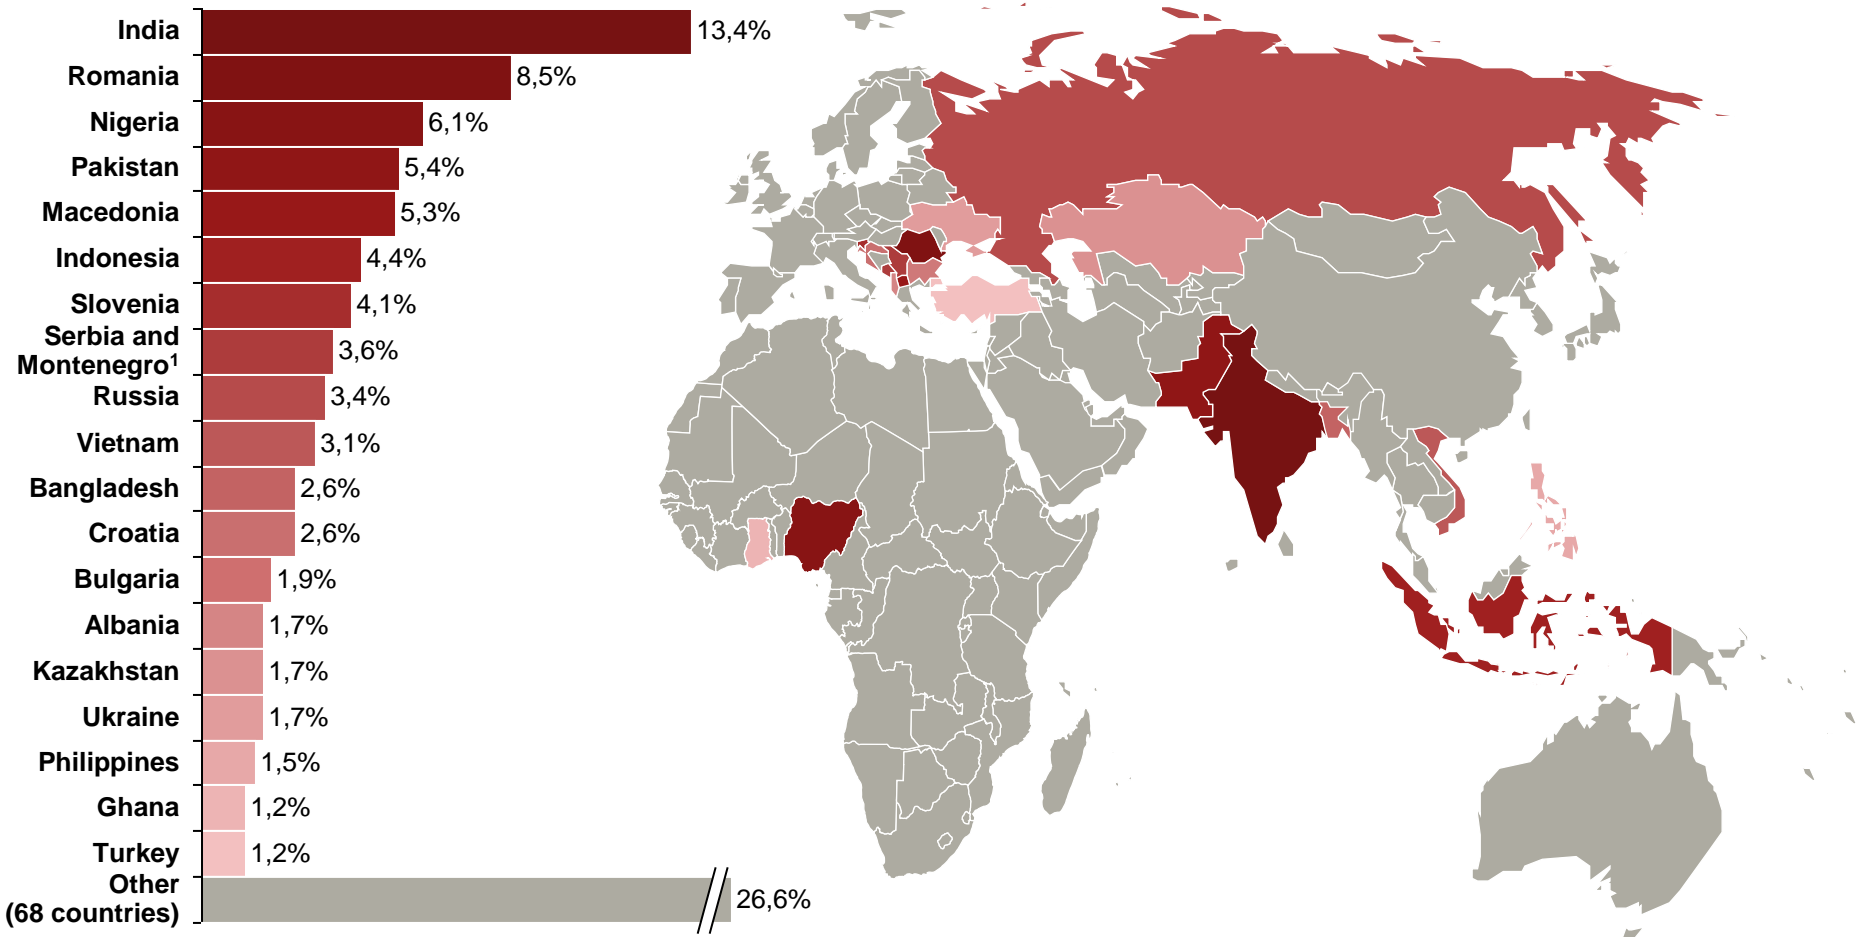 India 13,4%
Romania 8,5%
Nigeria 6,1%
Pakistan 5,4%
Macedonia 5,3%
Indonesia 4,4%
Slovenia 4,1%
Serbia and
Montenegro¹ 3,6%
Russia 3,4%
Vietnam 3,1%
Bangladesh 2,6%
Croatia 2,6%
Bulgaria 1,9%
Albania 1,7%
Kazakhstan 1,7%
Ukraine 1,7%
Philippines 1,5%
Ghana 1,2%
Turkey 1,2%
Other
(68 countries) 26,6%